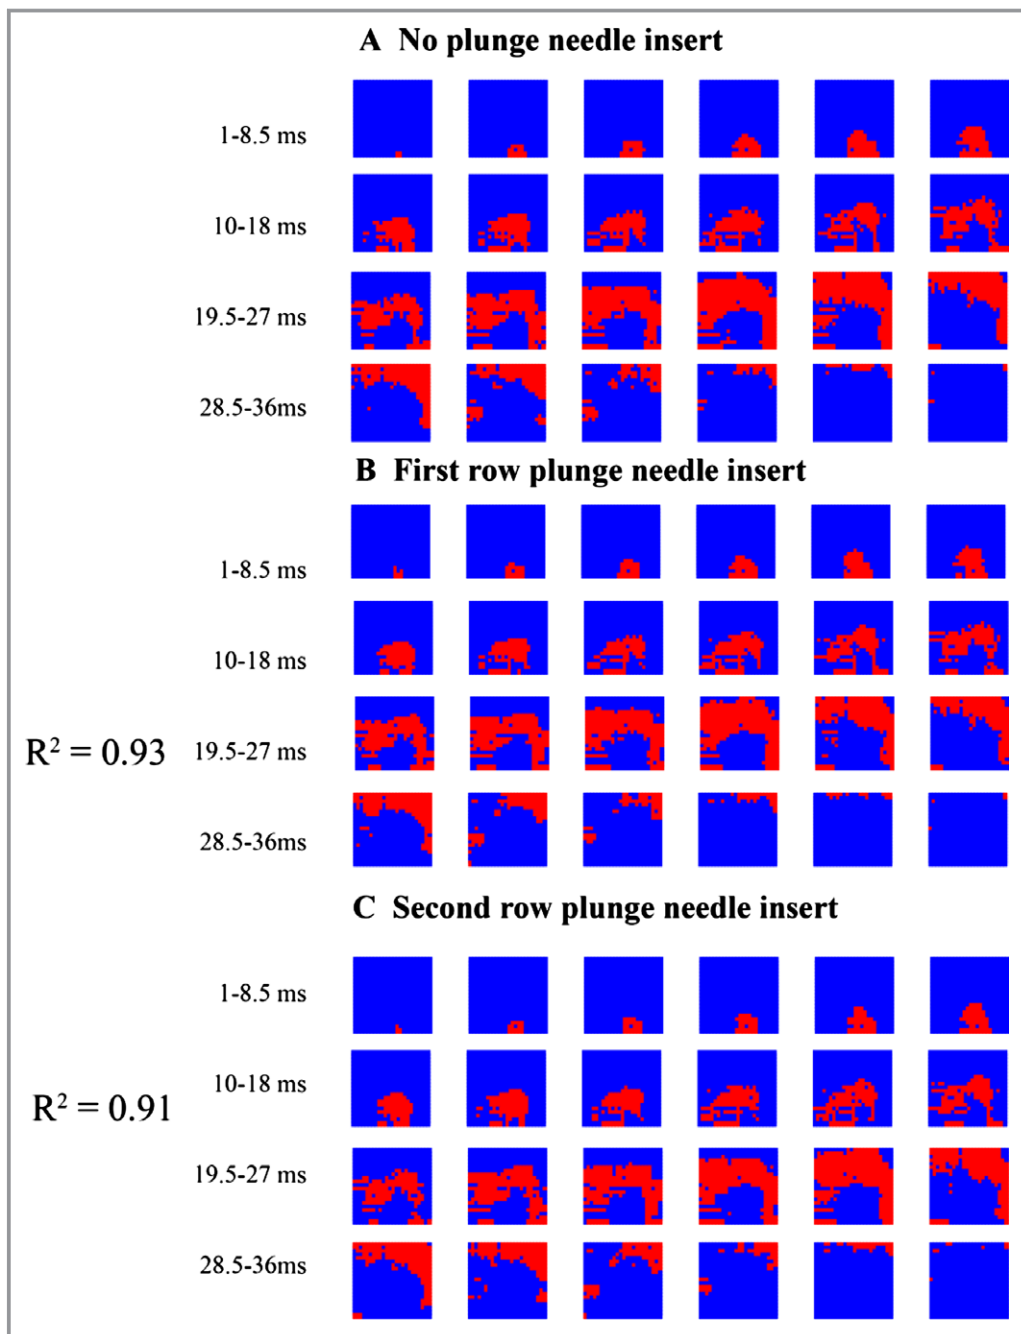 A No plunge needle insert
1-8.5 ms
10-18 ms
19.5-27 ms
28.5-36ms
B First row plunge needle insert
1-8.5 ms
10-18 ms
R² = 0.93 19.5-27 ms
28.5-36ms
C Second row plunge needle insert
1-8.5 ms
10-18 ms
R² = 0.91
19.5-27 ms
28.5-36ms